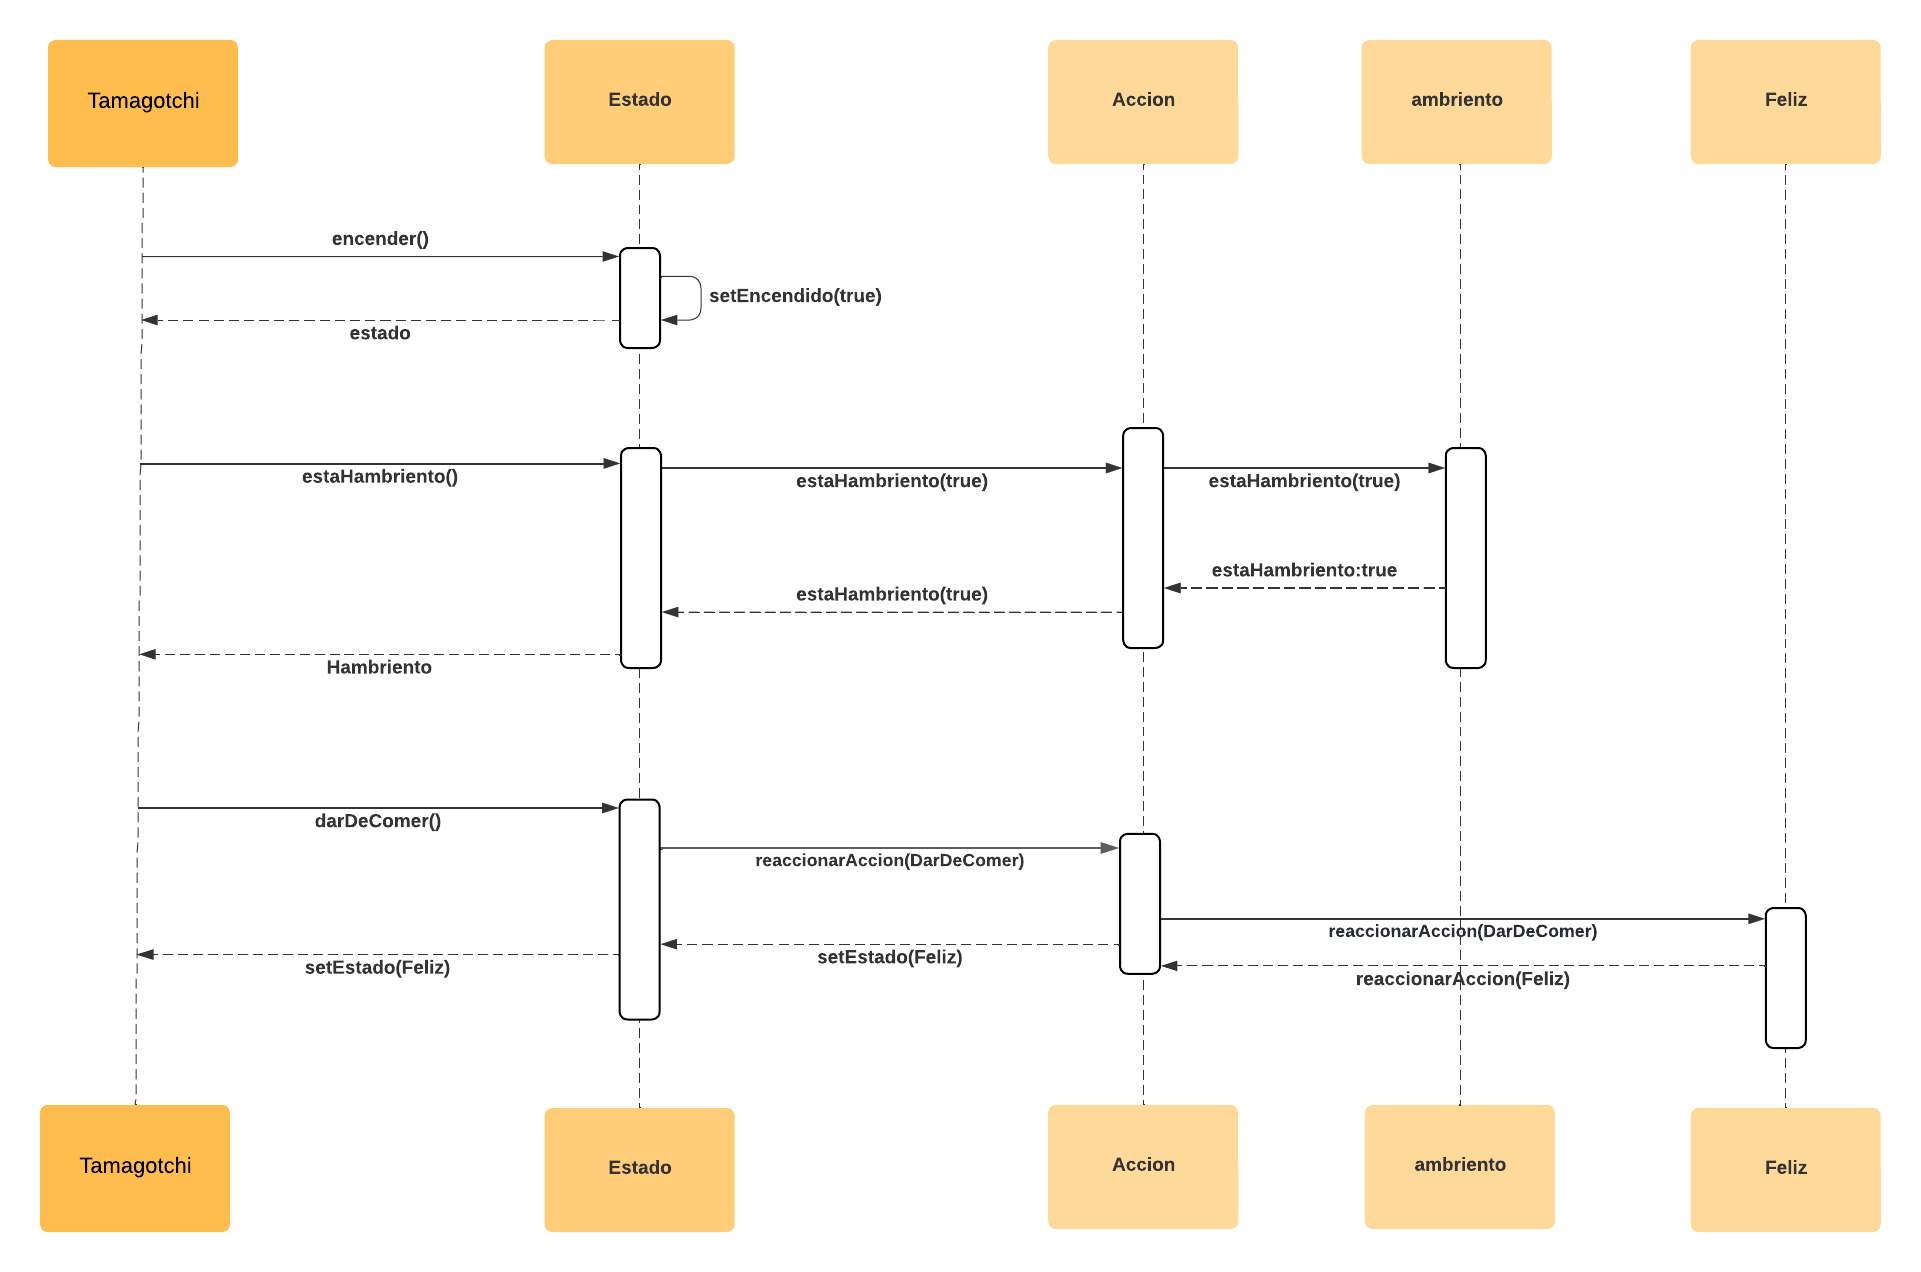 Tamagotchi
Estado
Accion
ambriento
Feliz
encender()
setEncendido(true)
estado
estaHambriento()
estaHambriento(true)
estaHambriento(true)
estaHambriento:true
estaHambriento(true)
Hambriento
darDeComer()
reaccionarAccion(DarDeComer)
reaccionarAccion(DarDeComer)
setEstado(Feliz)
setEstado(Feliz)
reaccionarAccion(Feliz)
Tamagotchi
Estado
Accion
ambriento
Feliz